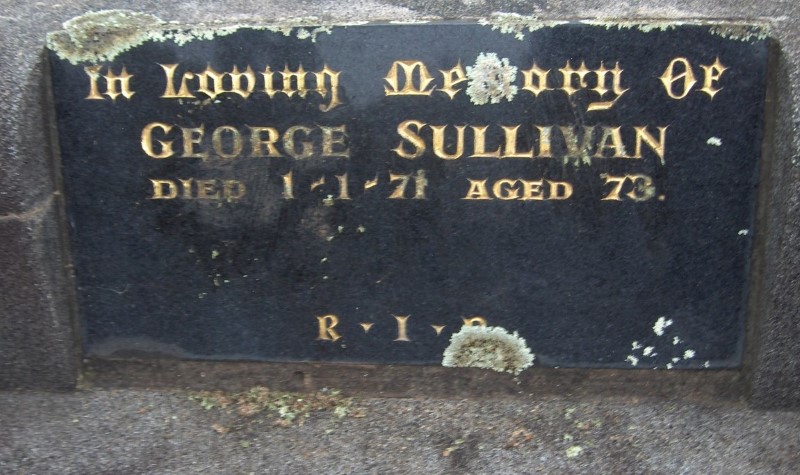 In Loving Memory Of
GEORGE SULLIVAN
DIED 1-1-71 AGED 73.
R·I·P